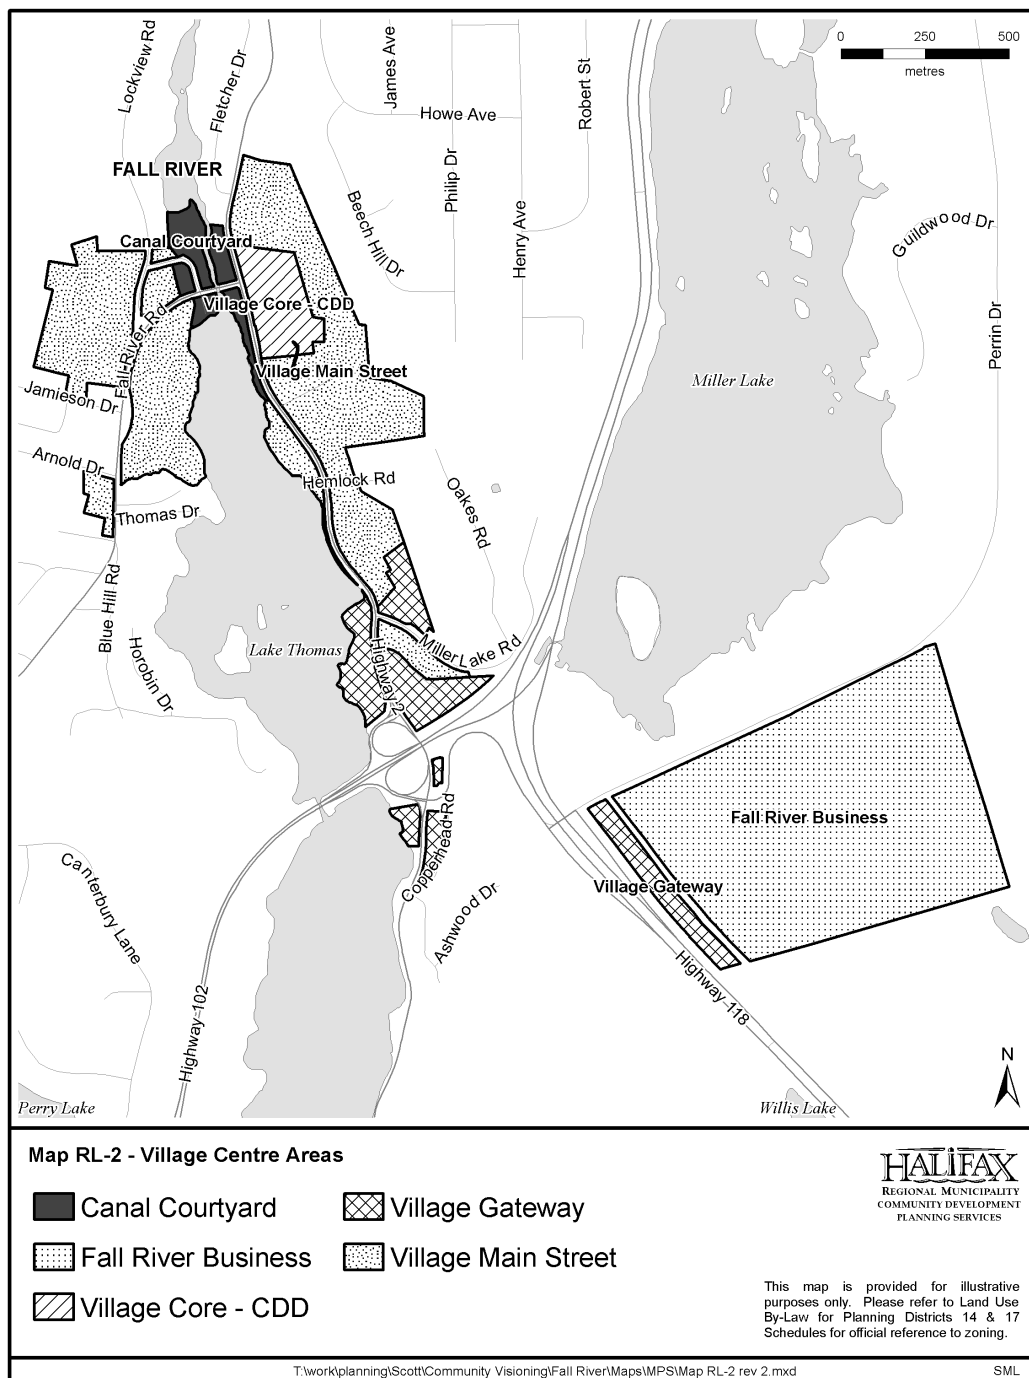 0 250 500
metres
Lockview Rd
Fletcher Dr
James Ave
Howe Ave
Robert St
Philip Dr
Henry Ave
Beech Hill Dr
FALL RIVER
Guildwood Dr
Canal Courtyard
Village Core - CDD
Fall River Rd
Perrin Dr
Village Main Street
Miller Lake
Jamieson Dr
Arnold Dr
Hemlock Rd
Oakes Rd
Thomas Dr
Blue Hill Rd
Horobin Dr
Lake Thomas
Miller Lake Rd
Highway 2
Fall River Business
Copperhead Rd
Village Gateway
Canterbury Lane
Ashwood Dr
Highway 118
Highway 102
N
Perry Lake
Willis Lake
Map RL-2 - Village Centre Areas
Canal Courtyard
Village Gateway
Fall River Business
Village Main Street
Village Core - CDD
HALIFAX
REGIONAL MUNICIPALITY
COMMUNITY DEVELOPMENT
PLANNING SERVICES
This map is provided for illustrative
purposes only. Please refer to Land Use
By-Law for Planning Districts 14 & 17
Schedules for official reference to zoning.
T:\work\planning\Scott\Community Visioning\Fall River\Maps\MPS\Map RL-2 rev 2.mxd
SML